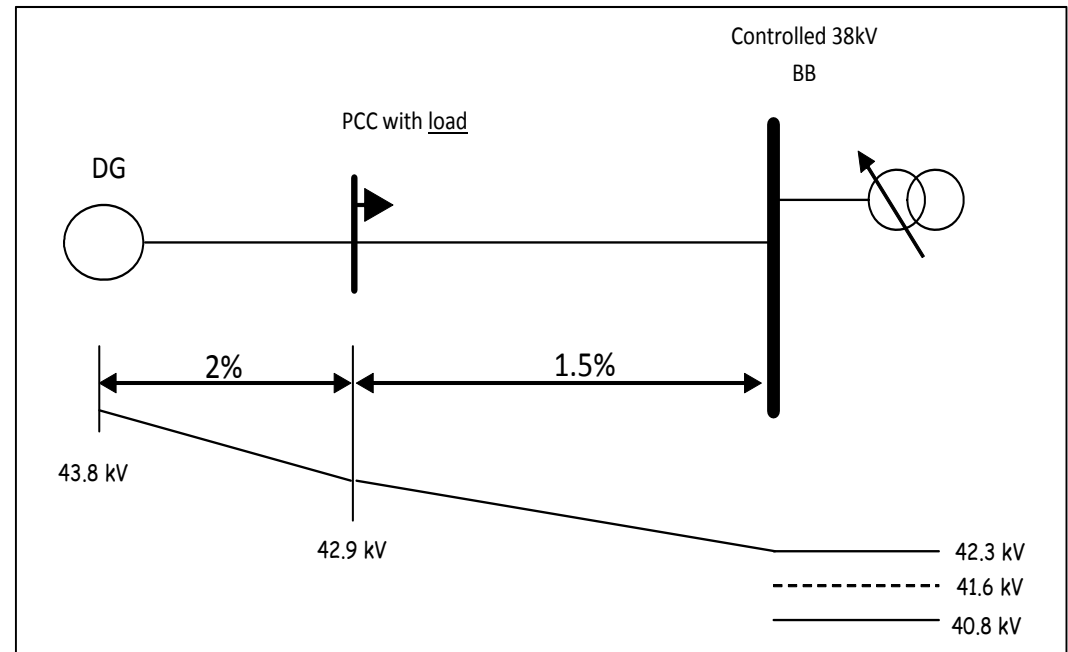 Controlled 38kV
BB
PCC with load
DG
2%
1.5%
43.8 kV
42.9 kV
42.3 kV
41.6 kV
40.8 kV